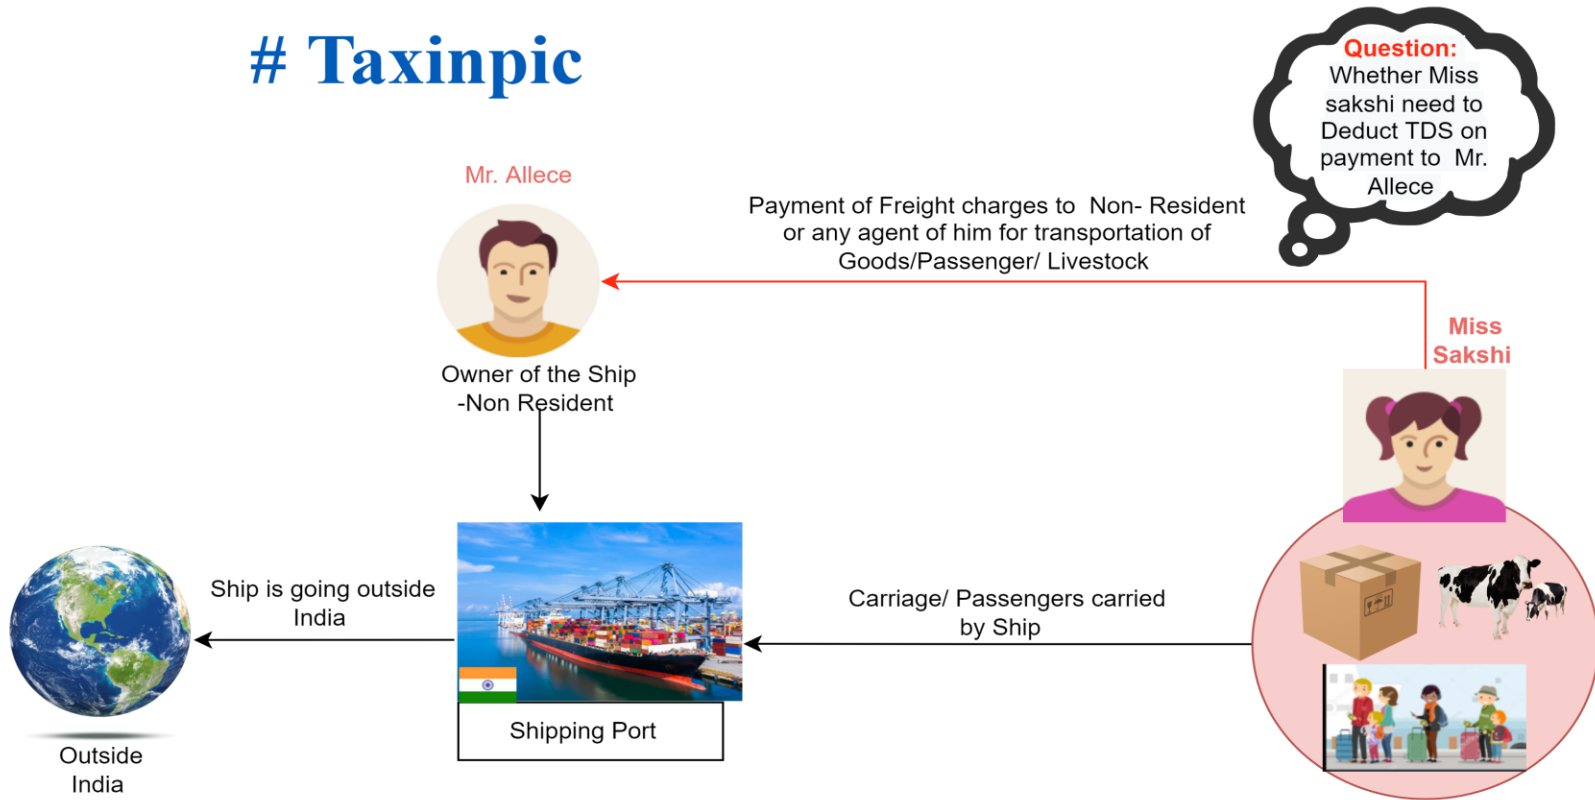 # Taxinpic
Question:
Whether Miss
sakshi need to
Deduct TDS on
payment to Mr.
Allece
Mr. Allece
Payment of Freight charges to Non- Resident
or any agent of him for transportation of
Goods/Passenger/ Livestock
Miss
Sakshi
Owner of the Ship
-Non Resident
Ship is going outside
India
Carriage/ Passengers carried
by Ship
Shipping Port
Outside
India